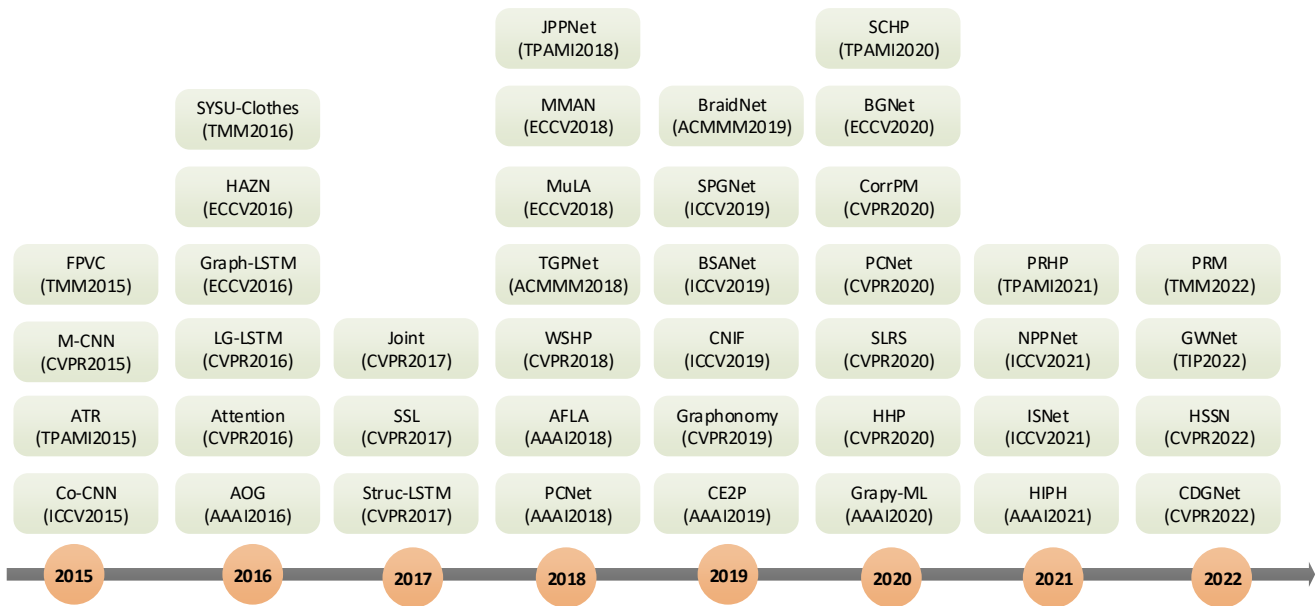 JPPNet
(TPAMI2018)
SCHP
(TPAMI2020)
SYSU-Clothes
(TMM2016)
MMAN
(ECCV2018)
BraidNet
(ACMMM2019)
BGNet
(ECCV2020)
HAZN
(ECCV2016)
MuLA
(ECCV2018)
SPGNet
(ICCV2019)
CorrPM
(CVPR2020)
FPVC
(TMM2015)
Graph-LSTM
(ECCV2016)
TGPNet
(ACMMM2018)
BSANet
(ICCV2019)
PCNet
(CVPR2020)
PRHP
(TPAMI2021)
PRM
(TMM2022)
M-CNN
(CVPR2015)
LG-LSTM
(CVPR2016)
Joint
(CVPR2017)
WSHP
(CVPR2018)
CNIF
(ICCV2019)
SLRS
(CVPR2020)
NPPNet
(ICCV2021)
GWNet
(TIP2022)
ATR
(TPAMI2015)
Attention
(CVPR2016)
SSL
(CVPR2017)
AFLA
(AAAI2018)
Graphonomy
(CVPR2019)
HHP
(CVPR2020)
ISNet
(ICCV2021)
HSSN
(CVPR2022)
Co-CNN
(ICCV2015)
AOG
(AAAI2016)
Struc-LSTM
(CVPR2017)
PCNet
(AAAI2018)
CE2P
(AAAI2019)
Grapy-ML
(AAAI2020)
HIPH
(AAAI2021)
CDGNet
(CVPR2022)
2015
2016
2017
2018
2019
2020
2021
2022